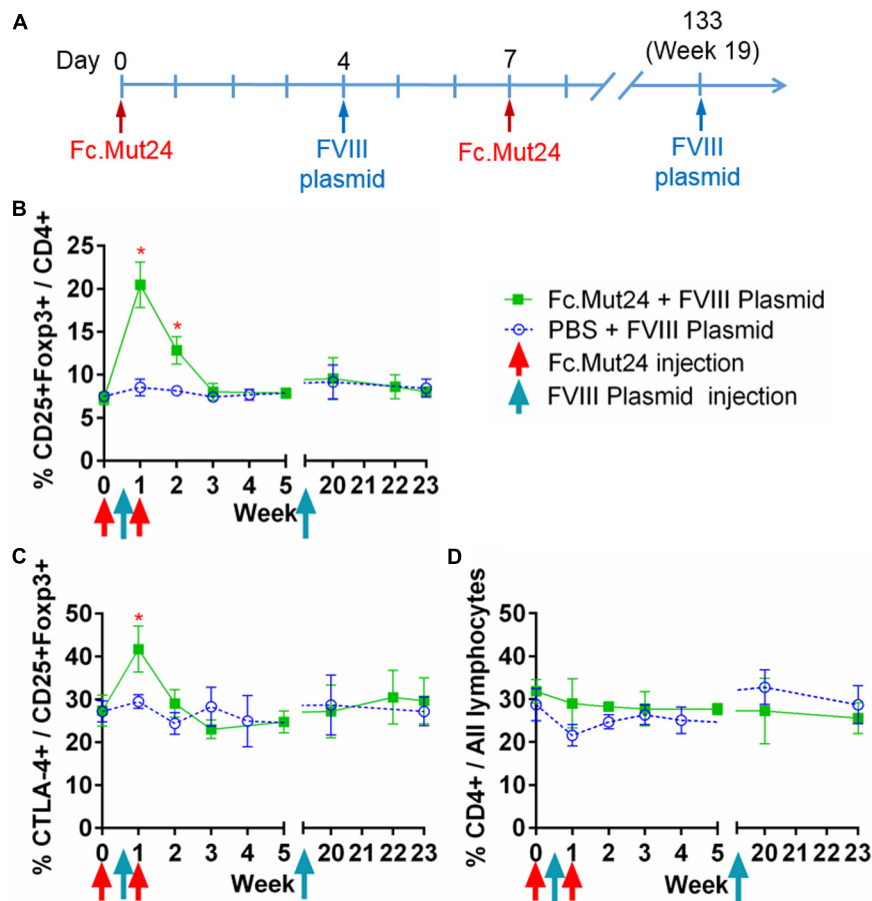 A
Day 0 4 7 133
(Week 19)
Fc.Mut24 FVIII plasmid Fc.Mut24 FVIII plasmid
B
% CD25+Foxp3+ / CD4+
25
*
20
15
*
10
5
0
0 1 2 3 4 5 20 21 22 23
Week
Fc.Mut24 + FVIII Plasmid
PBS + FVIII Plasmid
Fc.Mut24 injection
FVIII Plasmid injection
C
% CTLA-4+ / CD25+Foxp3+
50
*
40
30
20
10
0
0 1 2 3 4 5 20 21 22 23
Week
D
% CD4+ / All lymphocytes
50
40
30
20
10
0
0 1 2 3 4 5 20 21 22 23
Week